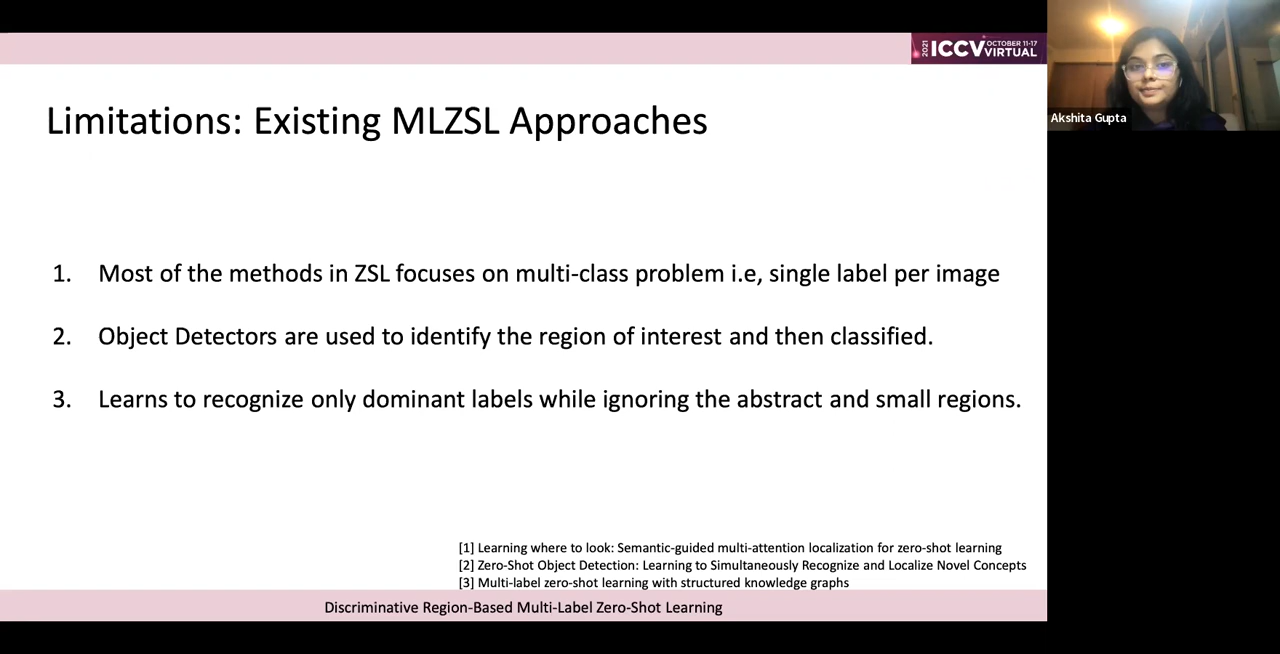 2021 ICCV OCTOBER 11-17 VIRTUAL
Akshita Gupta
Limitations: Existing MLZSL Approaches
1. Most of the methods in ZSL focuses on multi-class problem i.e, single label per image
2. Object Detectors are used to identify the region of interest and then classified.
3. Learns to recognize only dominant labels while ignoring the abstract and small regions.
[1] Learning where to look: Semantic-guided multi-attention localization for zero-shot learning
[2] Zero-Shot Object Detection: Learning to Simultaneously Recognize and Localize Novel Concepts
[3] Multi-label zero-shot learning with structured knowledge graphs
Discriminative Region-Based Multi-Label Zero-Shot Learning